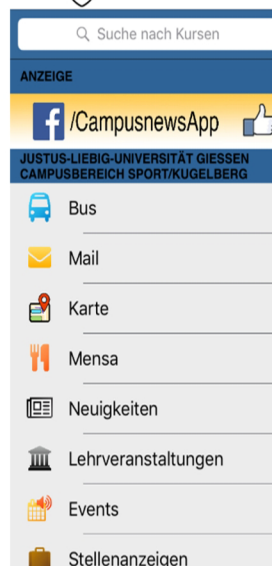 Suche nach Kursen
ANZEIGE
f /CampusnewsApp
JUSTUS-LIEBIG-UNIVERSITÄT GIESSEN
CAMPUSBEREICH SPORT/KUGELBERG
Bus
Mail
Karte
Mensa
Neuigkeiten
Lehrveranstaltungen
Events
Stellenanzeigen